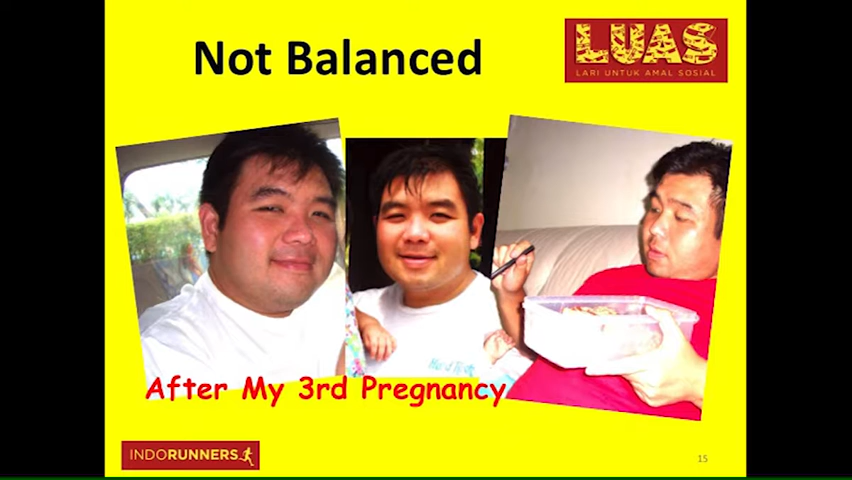 Not Balanced
LUAS
LARI UNTUK AMAL SOSIAL
After My 3rd Pregnancy
INDORUNNERS
15